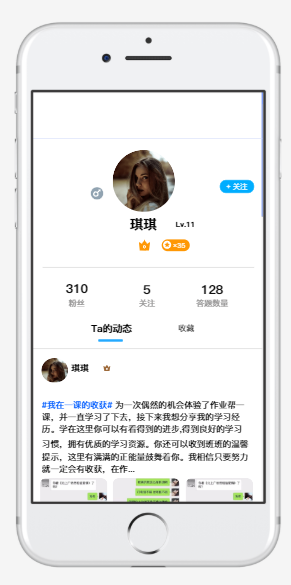 + 关注
琪琪 Lv.11
×35
310 5 128
粉丝 关注 答题数量
Ta的动态 收藏
琪琪
#我在一课的收获# 为一次偶然的机会体验了作业帮一
课，并一直学习了下去，接下来我想分享我的学习经
历。学在这里你可以有看得到的进步,得到良好的学习
习惯，拥有优质的学习资源。你还可以收到班班的温馨
提示，这里有满满的正能量鼓舞着你。我相信只要努力
就一定会有收获，在作...